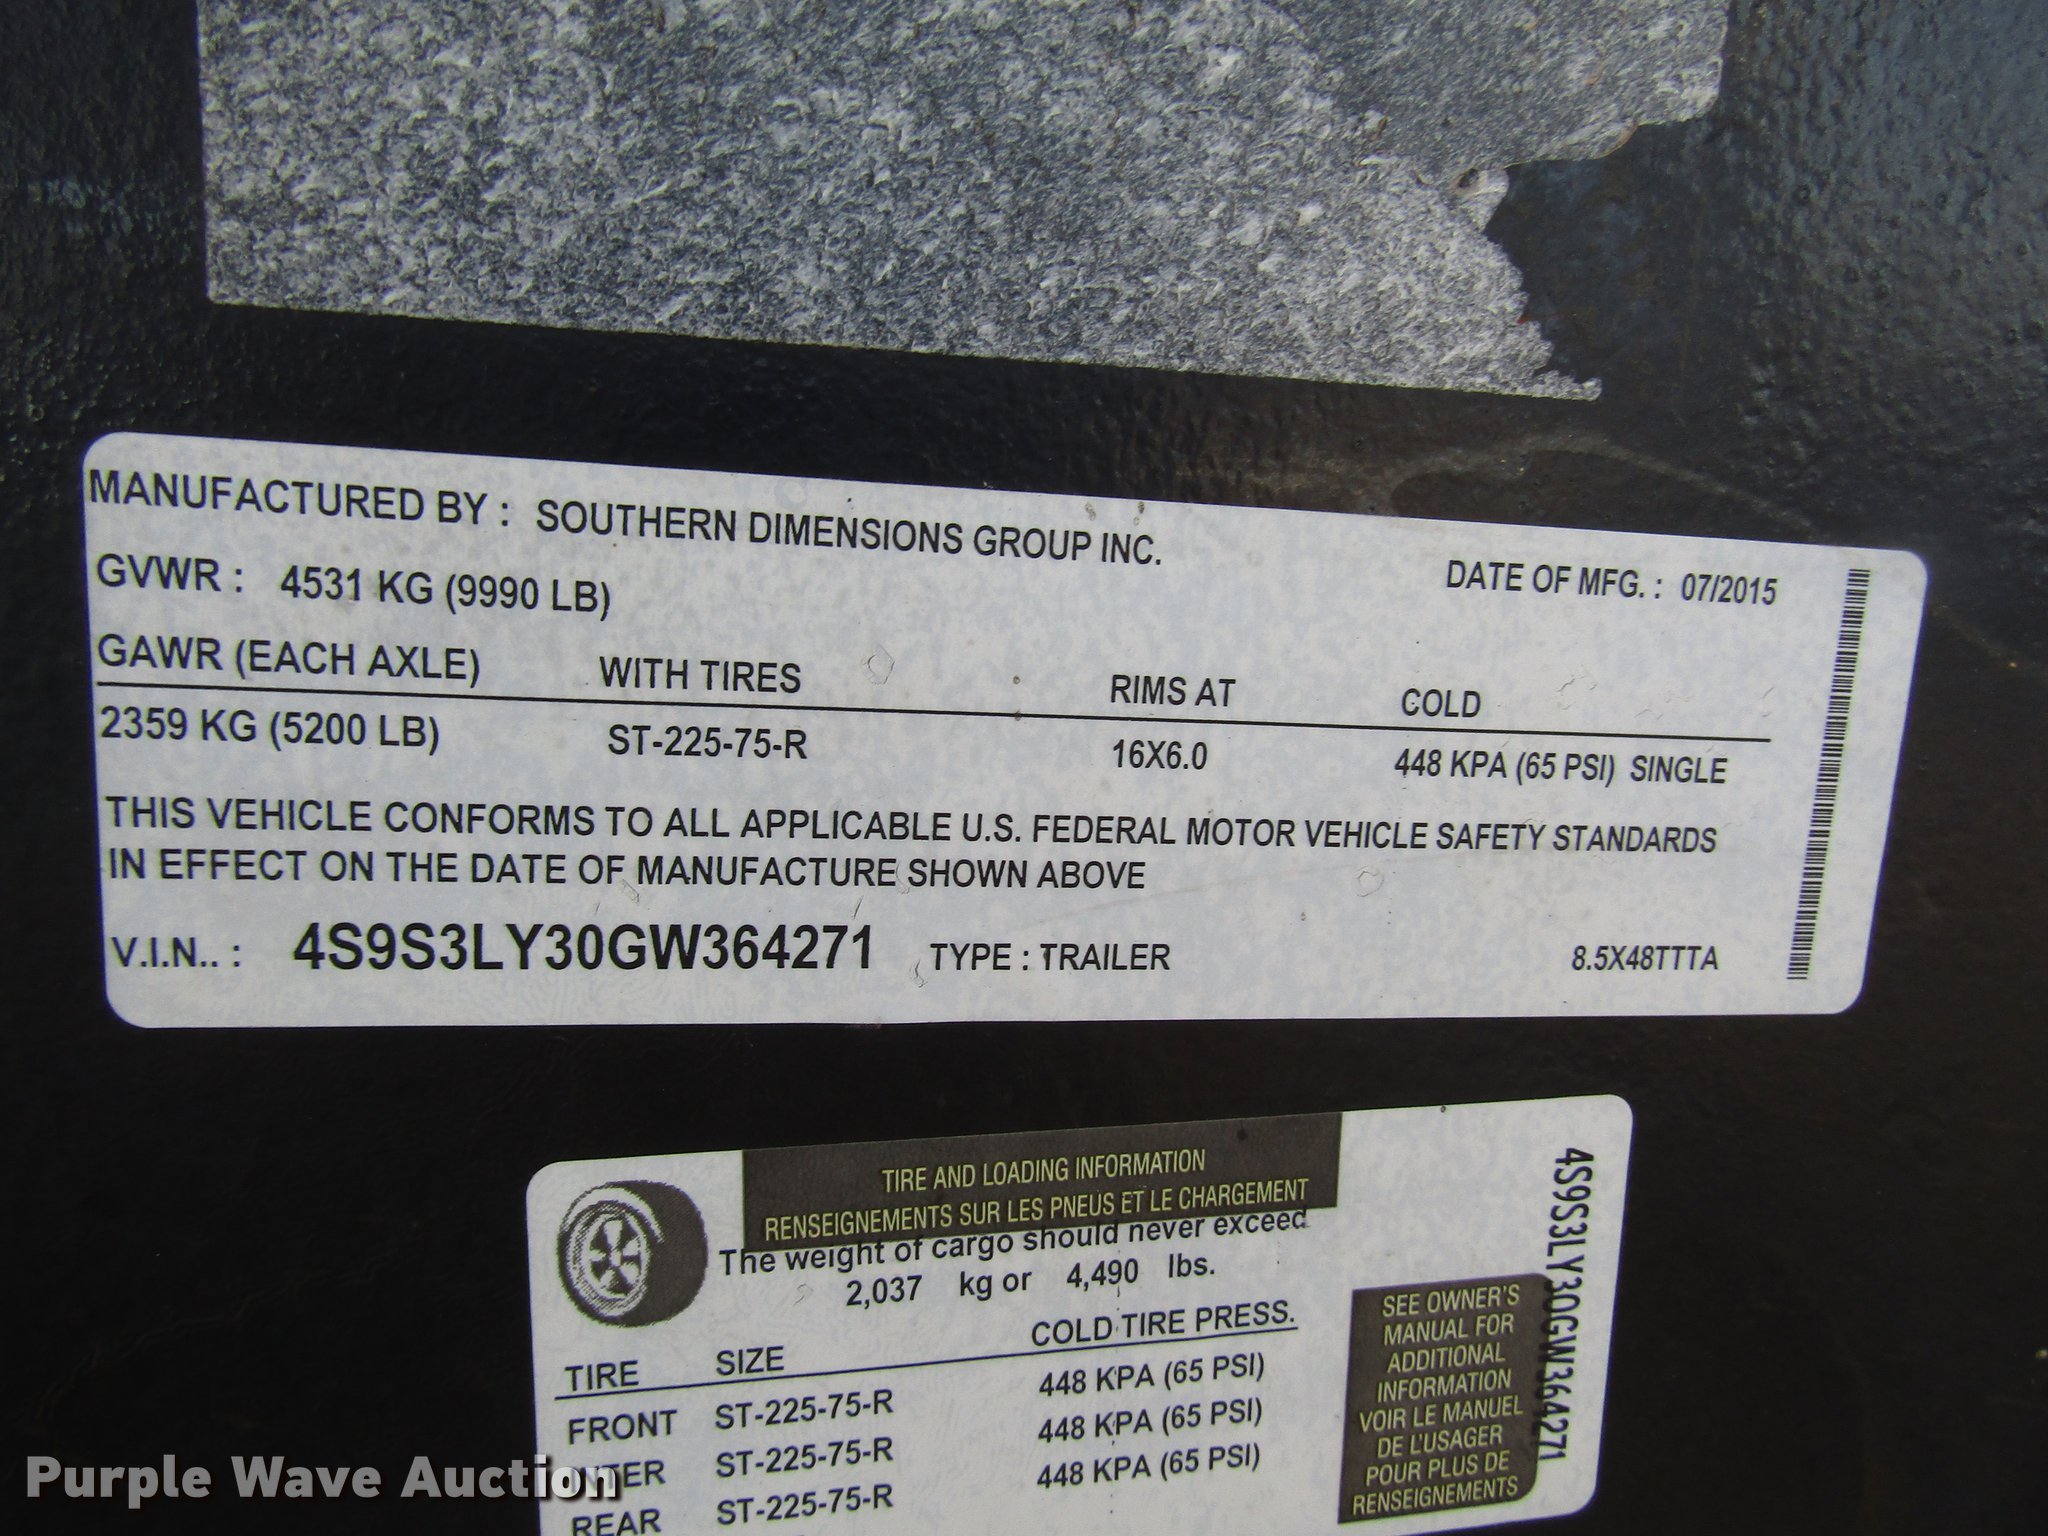 MANUFACTURED BY : SOUTHERN DIMENSIONS GROUP INC.
GVWR : 4531 KG (9990 LB)
DATE OF MFG. : 07/2015
GAWR (EACH AXLE) WITH TIRES RIMS AT COLD
2359 KG (5200 LB) ST-225-75-R 16X6.0 448 KPA (65 PSI) SINGLE
THIS VEHICLE CONFORMS TO ALL APPLICABLE U.S. FEDERAL MOTOR VEHICLE SAFETY STANDARDS
IN EFFECT ON THE DATE OF MANUFACTURE SHOWN ABOVE
V.I.N.. : 4S9S3LY30GW364271 TYPE : TRAILER 8.5X48TTTA
TIRE AND LOADING INFORMATION
RENSEIGNEMENTS SUR LES PNEUS ET LE CHARGEMENT
The weight of cargo should never exceed
2,037 kg or 4,490 lbs.
TIRE SIZE COLD TIRE PRESS.
FRONT ST-225-75-R 448 KPA (65 PSI)
ST-225-75-R 448 KPA (65 PSI)
REAR ST-225-75-R 448 KPA (65 PSI)
SEE OWNER'S
MANUAL FOR
ADDITIONAL
INFORMATION
VOIR LE MANUEL
DE L'USAGER
POUR PLUS DE
RENSEIGNEMENTS
4S9S3LY30GW364271
Purple Wave Auction